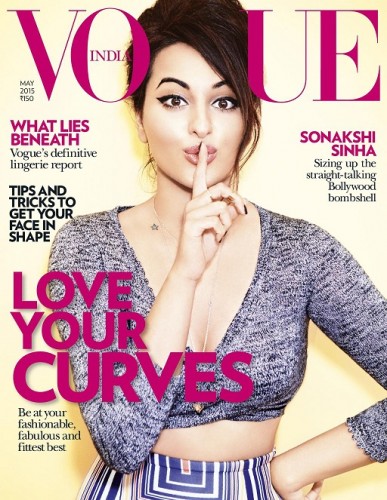 VOGUE
INDIA
MAY
2015
₹150
WHAT LIES
BENEATH
Vogue's definitive
lingerie report
TIPS AND
TRICKS TO
GET YOUR
FACE IN
SHAPE
SONAKSHI
SINHA
Sizing up the
straight-talking
Bollywood
bombshell
LOVE
YOUR
CURVES
Be at your
fashionable,
fabulous and
fittest best